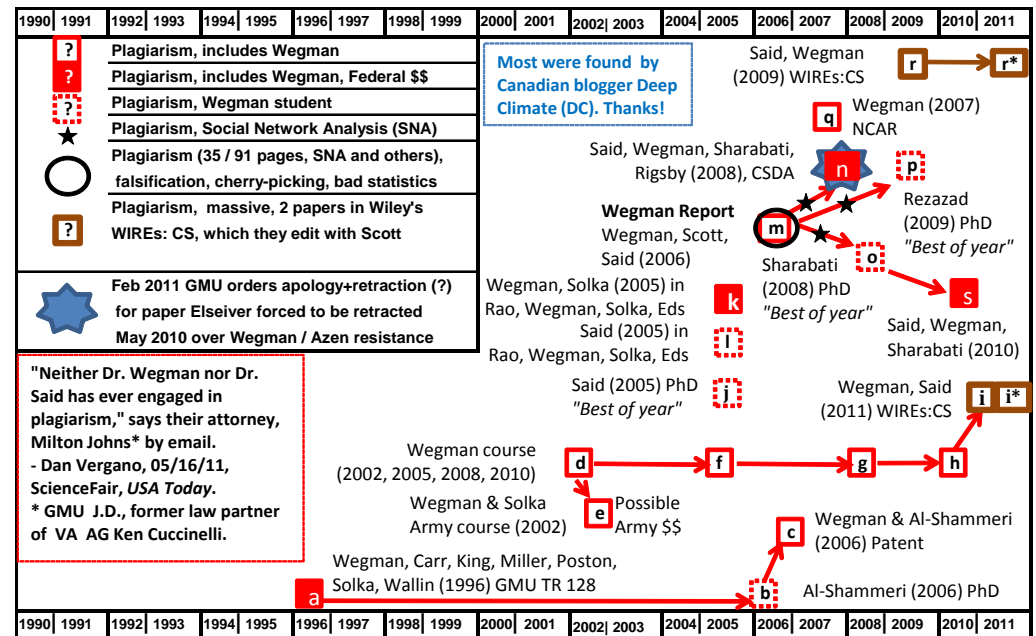 1990 1991 1992 1993 1994 1995 1996 1997 1998 1999 2000 2001 2002 2003 2004 2005 2006 2007 2008 2009 2010 2011
? Plagiarism, includes Wegman
? Plagiarism, includes Wegman, Federal $$
? Plagiarism, Wegman student
Plagiarism, Social Network Analysis (SNA)
Plagiarism (35 / 91 pages, SNA and others),
falsification, cherry-picking, bad statistics
Plagiarism, massive, 2 papers in Wiley's
? WIREs: CS, which they edit with Scott
Feb 2011 GMU orders apology+retraction (?)
for paper Elseiver forced to be retracted
May 2010 over Wegman / Azen resistance
Most were found by
Canadian blogger Deep
Climate (DC). Thanks!
Said, Wegman
(2009) WIREs:CS
r
r*
q
Wegman (2007)
NCAR
Said, Wegman, Sharabati,
Rigsby (2008), CSDA
n
p
Rezazad
(2009) PhD
"Best of year"
Wegman Report
Wegman, Scott,
Said (2006)
m
o
Sharabati
(2008) PhD
"Best of year"
s
Said, Wegman,
Sharabati (2010)
Wegman, Solka (2005) in
Rao, Wegman, Solka, Eds
k
Said (2005) in
Rao, Wegman, Solka, Eds
l
Said (2005) PhD
"Best of year"
j
Wegman, Said
(2011) WIREs:CS
i
i*
"Neither Dr. Wegman nor Dr.
Said has ever engaged in
plagiarism," says their attorney,
Milton Johns* by email.
- Dan Vergano, 05/16/11,
ScienceFair, USA Today.
* GMU J.D., former law partner
of VA AG Ken Cuccinelli.
Wegman course
(2002, 2005, 2008, 2010)
d
f
g
h
Wegman & Solka
Army course (2002)
e
Possible
Army $$
c
Wegman & Al-Shammeri
(2006) Patent
Wegman, Carr, King, Miller, Poston,
Solka, Wallin (1996) GMU TR 128
a
b
Al-Shammeri (2006) PhD
1990 1991 1992 1993 1994 1995 1996 1997 1998 1999 2000 2001 2002 2003 2004 2005 2006 2007 2008 2009 2010 2011